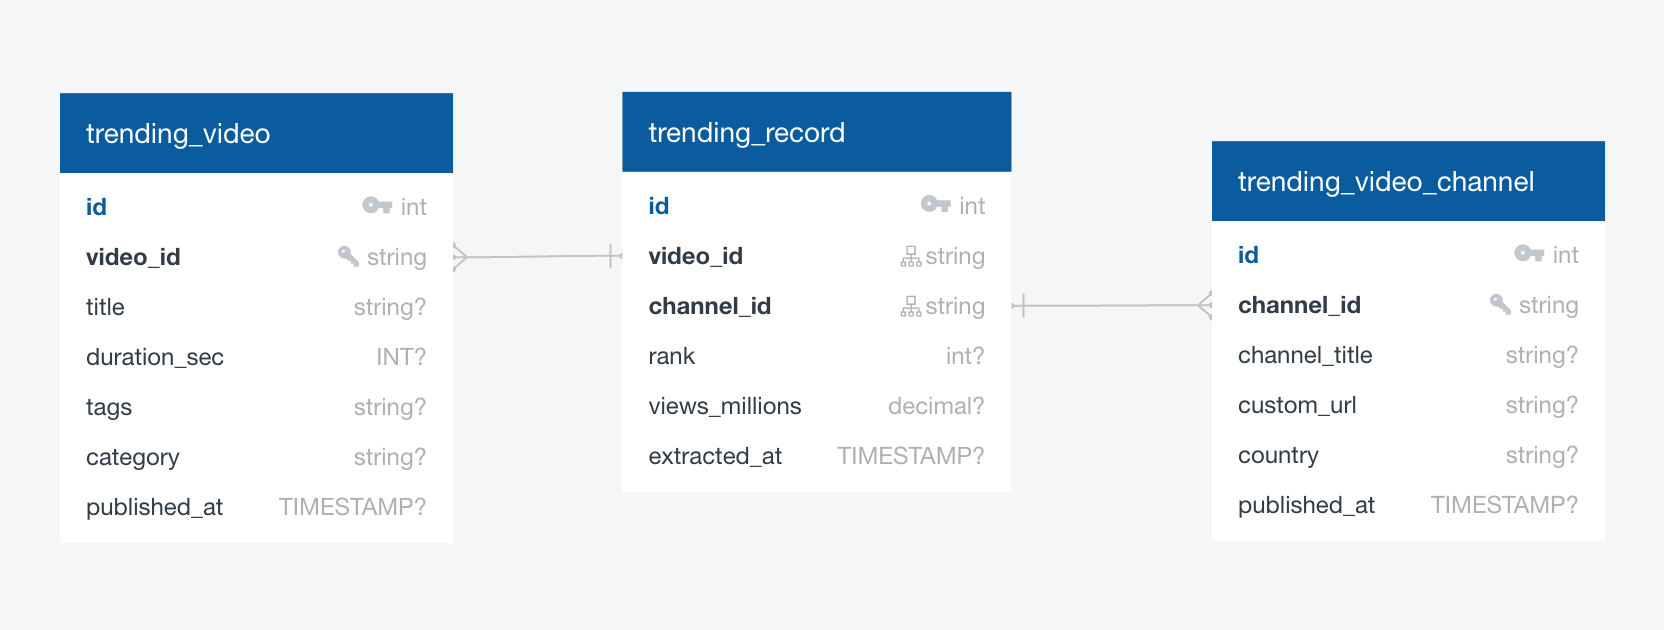 trending_video
id int
video_id string
title string?
duration_sec INT?
tags string?
category string?
published_at TIMESTAMP?
trending_record
id int
video_id string
channel_id string
rank int?
views_millions decimal?
extracted_at TIMESTAMP?
trending_video_channel
id int
channel_id string
channel_title string?
custom_url string?
country string?
published_at TIMESTAMP?